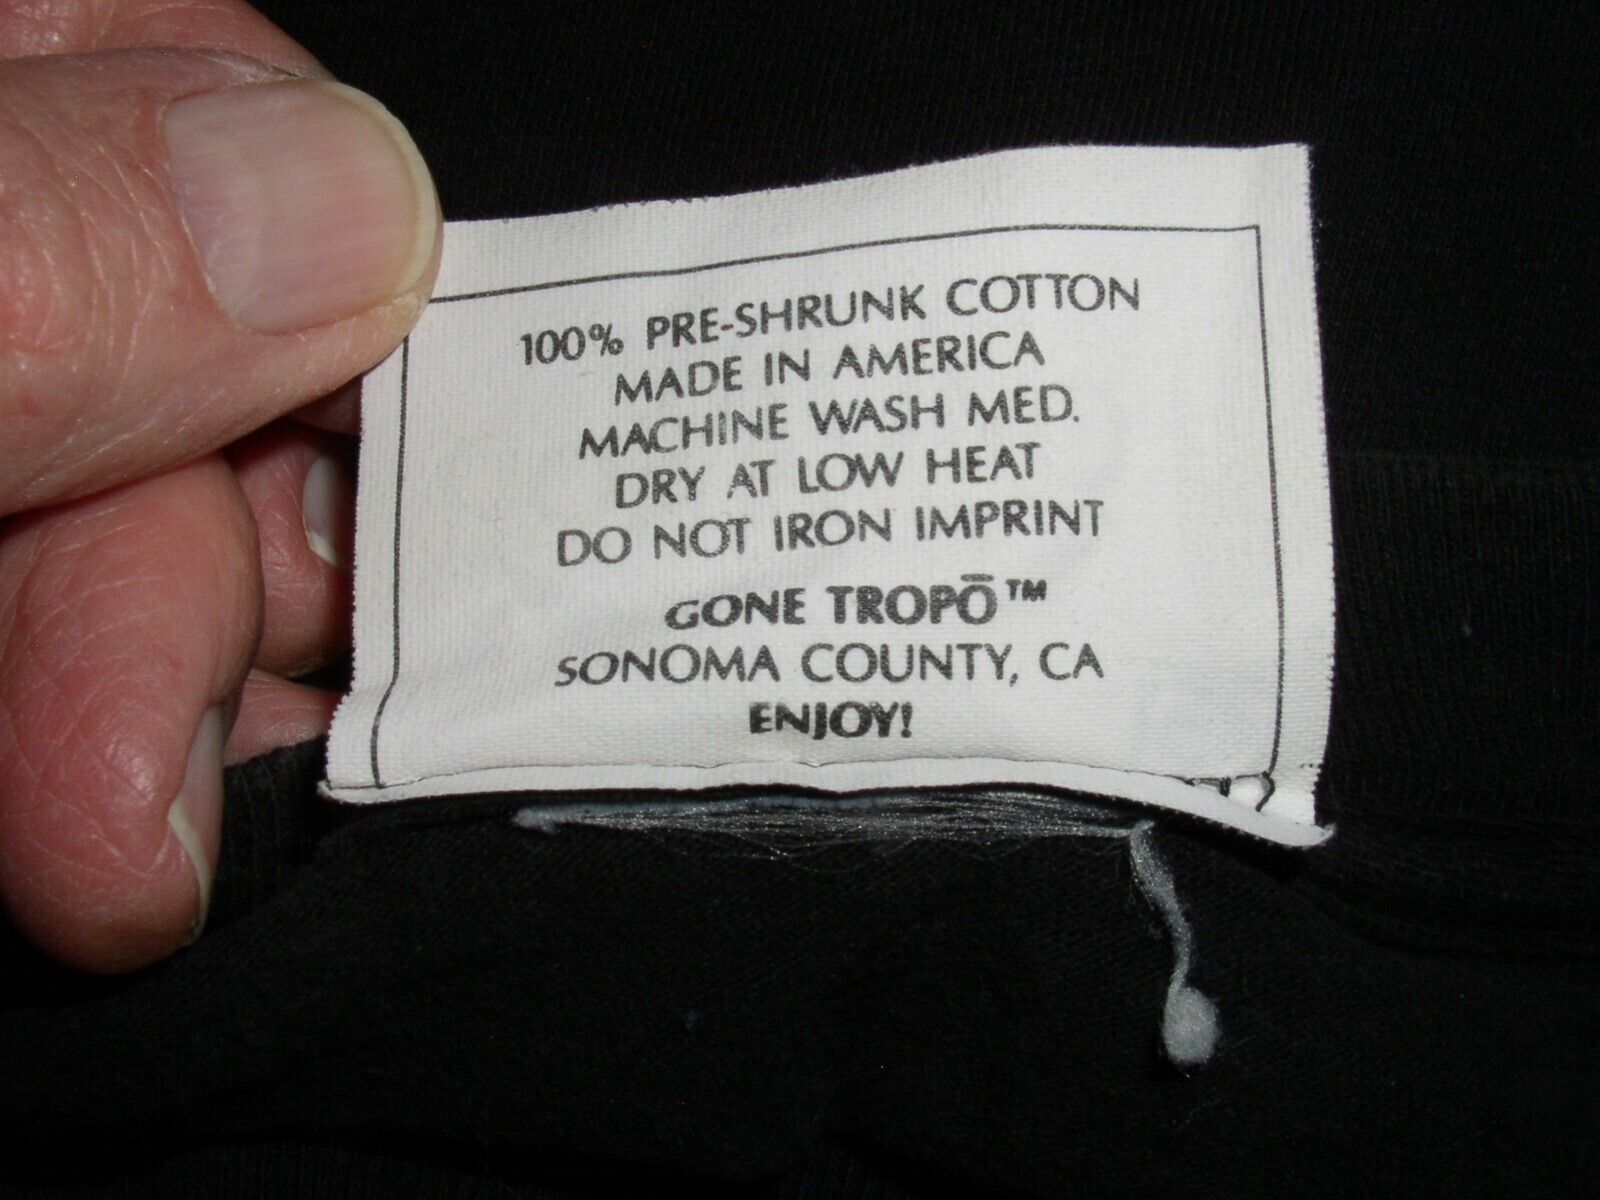 100% PRE-SHRUNK COTTON
MADE IN AMERICA
MACHINE WASH MED.
DRY AT LOW HEAT
DO NOT IRON IMPRINT
GONE TROPŌ™
SONOMA COUNTY, CA
ENJOY!